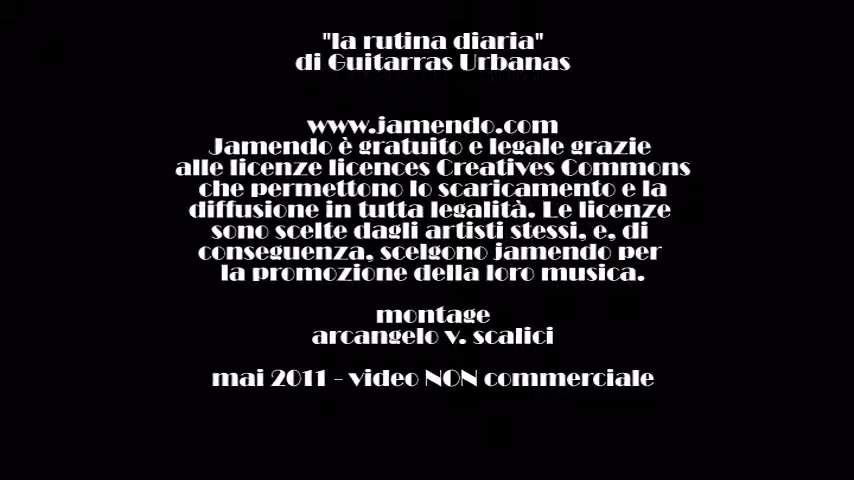 "la rutina diaria"
di Guitarras Urbanas
www.jamendo.com
Jamendo è gratuito e legale grazie
alle licenze licences Creatives Commons
che permettono lo scaricamento e la
diffusione in tutta legalità. Le licenze
sono scelte dagli artisti stessi, e, di
conseguenza, scelgono jamendo per
la promozione della loro musica.
montage
arcangelo v. scalici
mai 2011 - video NON commerciale